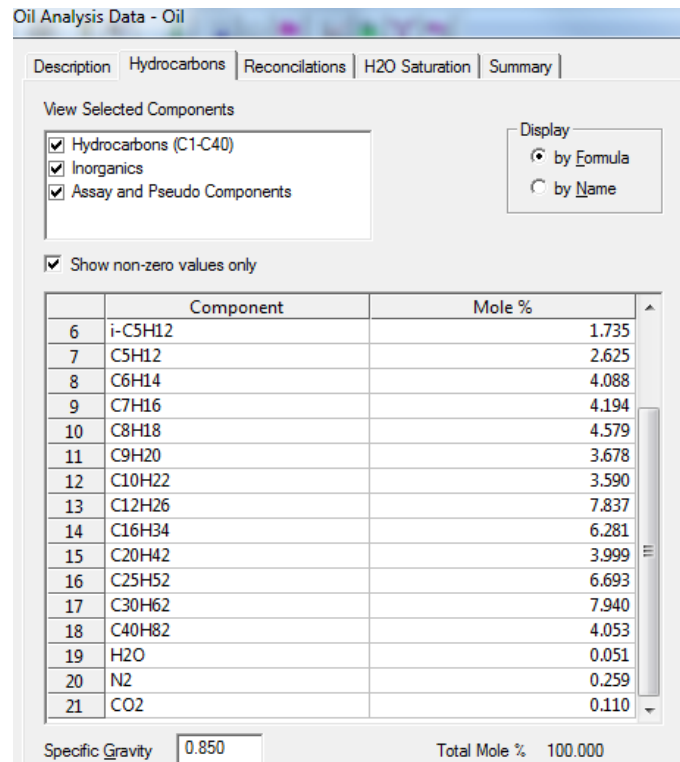 Oil Analysis Data - Oil
Description Hydrocarbons Reconcilations H2O Saturation Summary
View Selected Components
Hydrocarbons (C1-C40)
Inorganics
Assay and Pseudo Components
Display
by Formula
by Name
Show non-zero values only
Component Mole %
6 i-C5H12 1.735
7 C5H12 2.625
8 C6H14 4.088
9 C7H16 4.194
10 C8H18 4.579
11 C9H20 3.678
12 C10H22 3.590
13 C12H26 7.837
14 C16H34 6.281
15 C20H42 3.999
16 C25H52 6.693
17 C30H62 7.940
18 C40H82 4.053
19 H2O 0.051
20 N2 0.259
21 CO2 0.110
Specific Gravity 0.850 Total Mole % 100.000